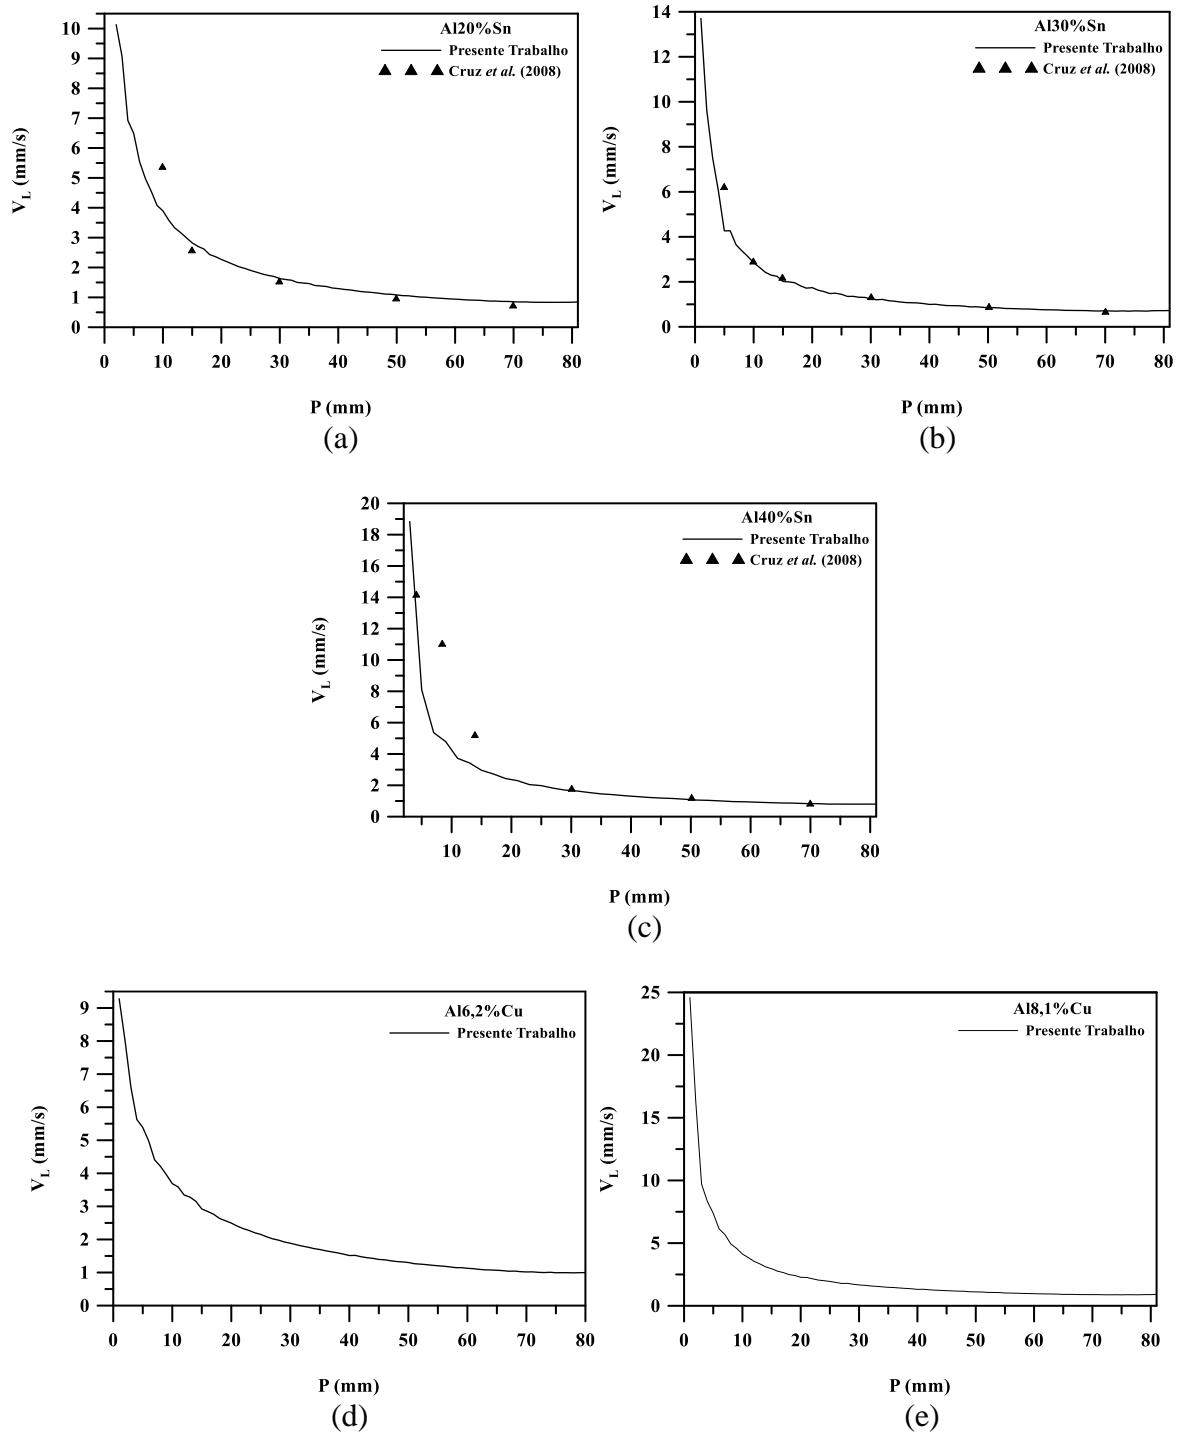 Al20%Sn
Presente Trabalho
Cruz et al. (2008)
10
9
8
7
6
5
4
3
2
1
0
V_L (mm/s)
0 10 20 30 40 50 60 70 80
P (mm)
(a)
Al30%Sn
Presente Trabalho
Cruz et al. (2008)
14
12
10
8
6
4
2
0
V_L (mm/s)
0 10 20 30 40 50 60 70 80
P (mm)
(b)
Al40%Sn
Presente Trabalho
Cruz et al. (2008)
20
18
16
14
12
10
8
6
4
2
0
V_L (mm/s)
10 20 30 40 50 60 70 80
P (mm)
(c)
Al6,2%Cu
Presente Trabalho
9
8
7
6
5
4
3
2
1
0
V_L (mm/s)
0 10 20 30 40 50 60 70 80
P (mm)
(d)
Al8,1%Cu
Presente Trabalho
25
20
15
10
5
0
V_L (mm/s)
0 10 20 30 40 50 60 70 80
P (mm)
(e)